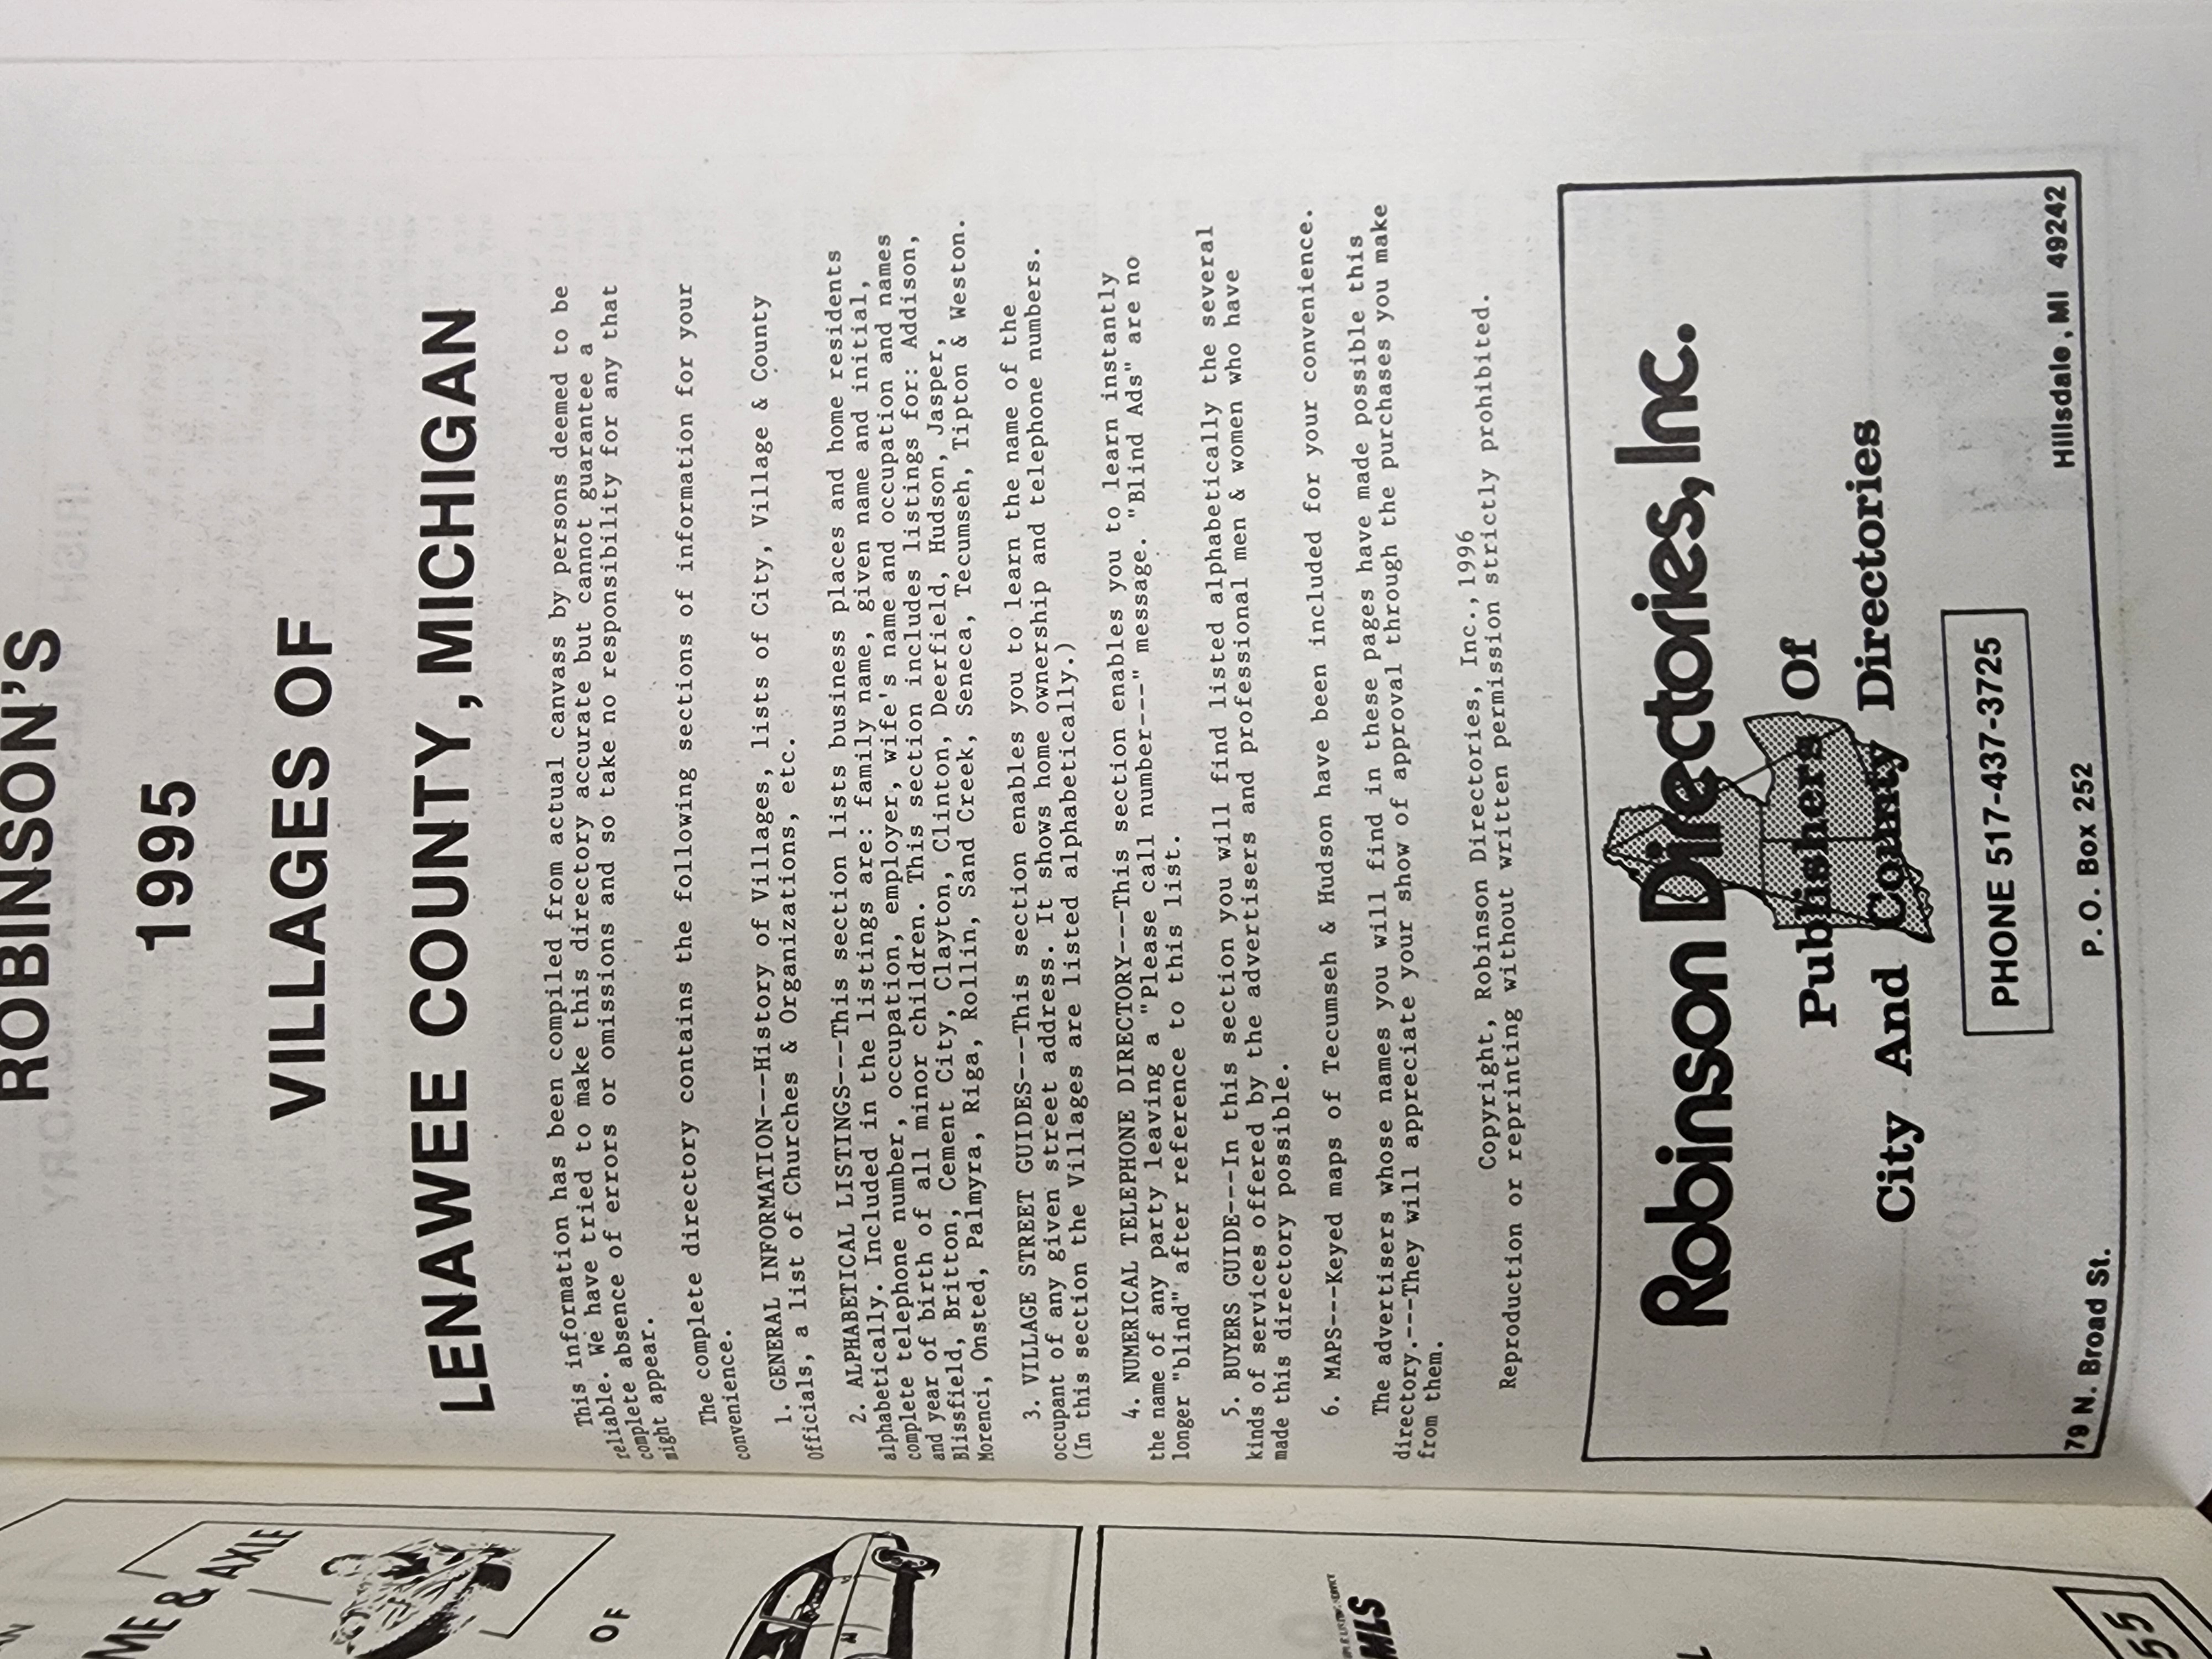 ROBINSON'S
1995
VILLAGES OF
LENAWEE COUNTY, MICHIGAN
This information has been compiled from actual canvass by persons deemed to be
reliable. We have tried to make this directory accurate but cannot guarantee a
complete absence of errors or omissions and so take no responsibility for any that
might appear.
The complete directory contains the following sections of information for your
convenience.
1. GENERAL INFORMATION---History of Villages, lists of City, Village & County
Officials, a list of Churches & Organizations, etc.
2. ALPHABETICAL LISTINGS---This section lists business places and home residents
alphabetically. Included in the listings are: family name, given name and initial,
complete telephone number, occupation, employer, wife's name and occupation and names
and year of birth of all minor children. This section includes listings for: Addison,
Blissfield, Britton, Cement City, Clayton, Clinton, Deerfield, Hudson, Jasper,
Morenci, Onsted, Palmyra, Riga, Rollin, Sand Creek, Seneca, Tecumseh, Tipton & Weston.
3. VILLAGE STREET GUIDES---This section enables you to learn the name of the
occupant of any given street address. It shows home ownership and telephone numbers.
(In this section the Villages are listed alphabetically.)
4. NUMERICAL TELEPHONE DIRECTORY---This section enables you to learn instantly
the name of any party leaving a "Please call number---" message. "Blind Ads" are no
longer "blind" after reference to this list.
5. BUYERS GUIDE---In this section you will find listed alphabetically the several
kinds of services offered by the advertisers and professional men & women who have
made this directory possible.
6. MAPS---Keyed maps of Tecumseh & Hudson have been included for your convenience.
The advertisers whose names you will find in these pages have made possible this
directory.---They will appreciate your show of approval through the purchases you make
from them.
Copyright, Robinson Directories, Inc., 1996
Reproduction or reprinting without written permission strictly prohibited.
Robinson Directories, Inc.
Publishers Of
City And County Directories
PHONE 517-437-3725
79 N. Broad St. P. O. Box 252 Hillsdale, MI 49242
ME & AXLE
OF
MLS
55